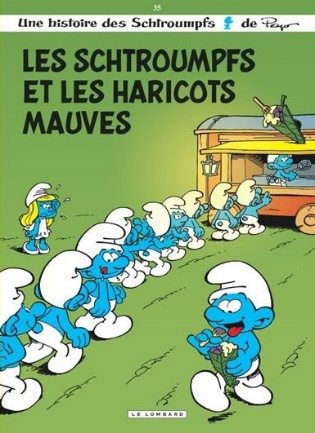 35
Une histoire des Schtroumpfs de Peyo
LES SCHTROUMPFS
ET LES HARICOTS
MAUVES
LE LOMBARD